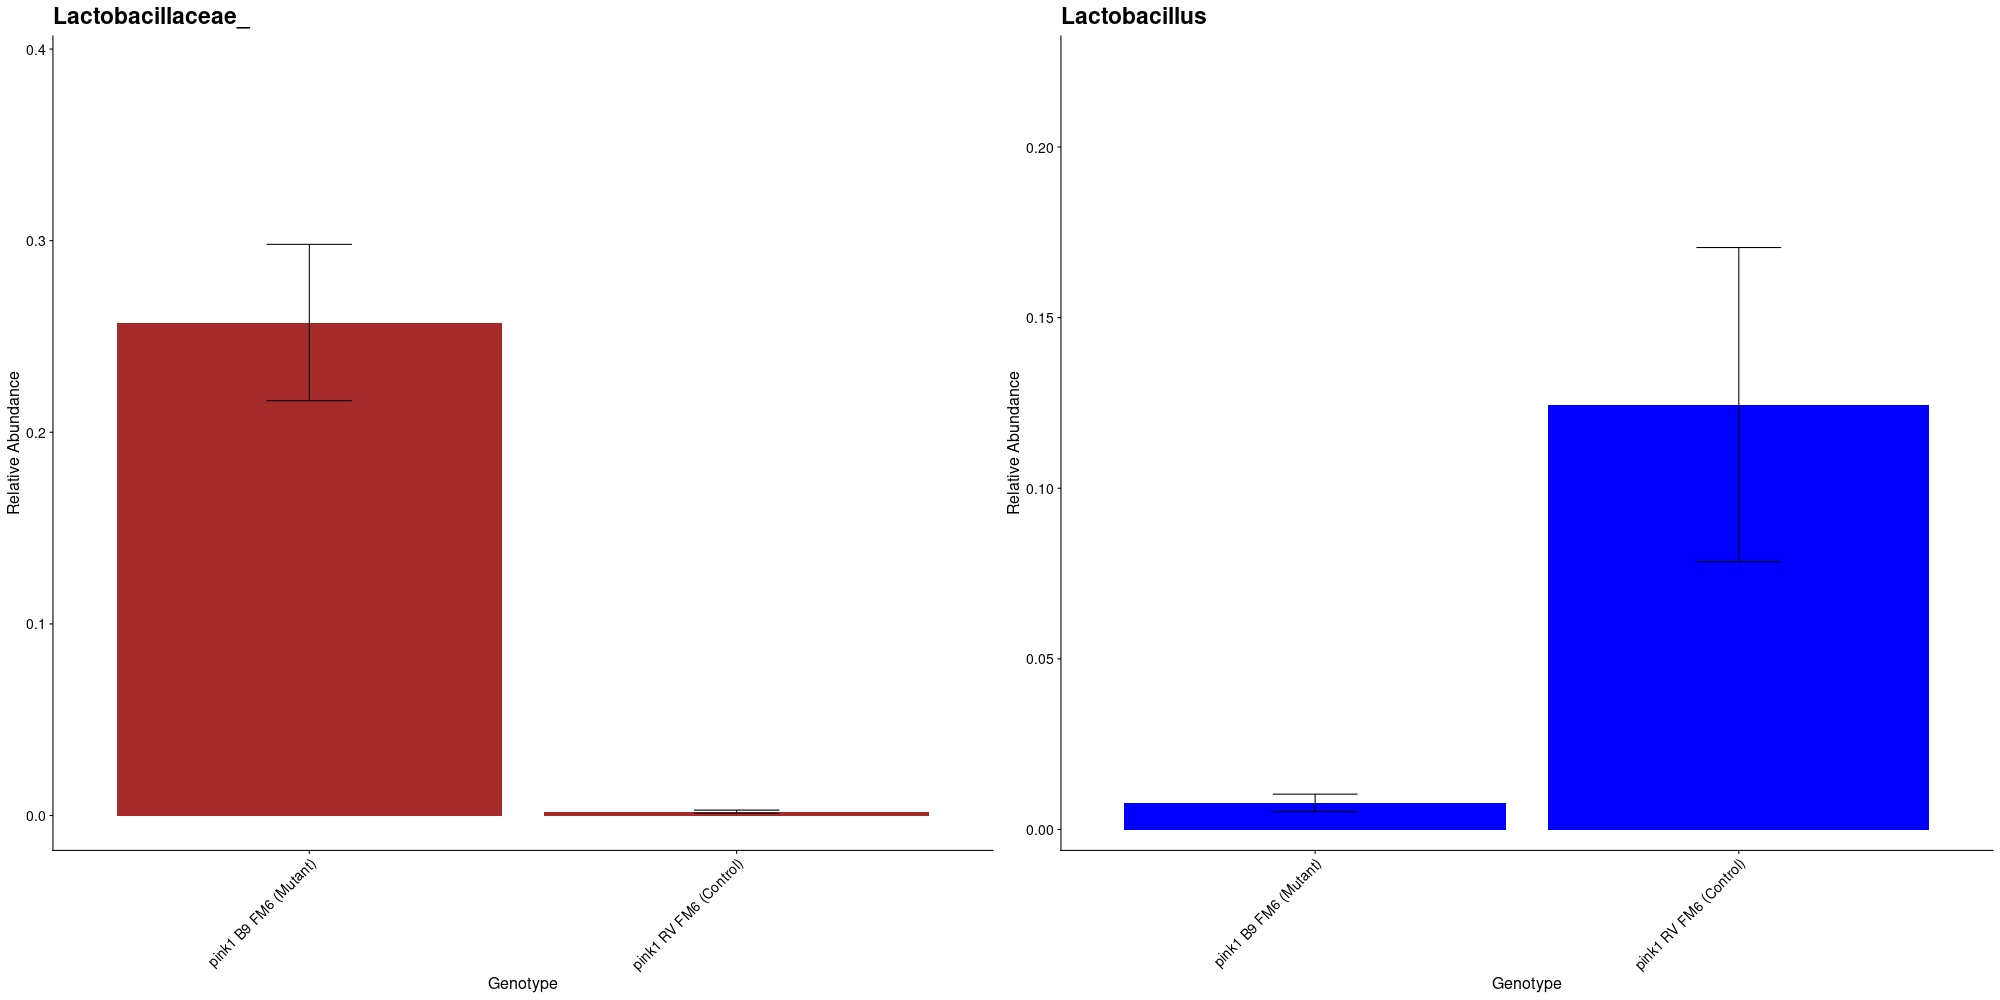 Lactobacillaceae_
0.4
0.3
0.2
0.1
0.0
Relative Abundance
pink1 B9 FM6 (Mutant)
pink1 RV FM6 (Control)
Genotype
Lactobacillus
0.20
0.15
0.10
0.05
0.00
Relative Abundance
pink1 B9 FM6 (Mutant)
pink1 RV FM6 (Control)
Genotype